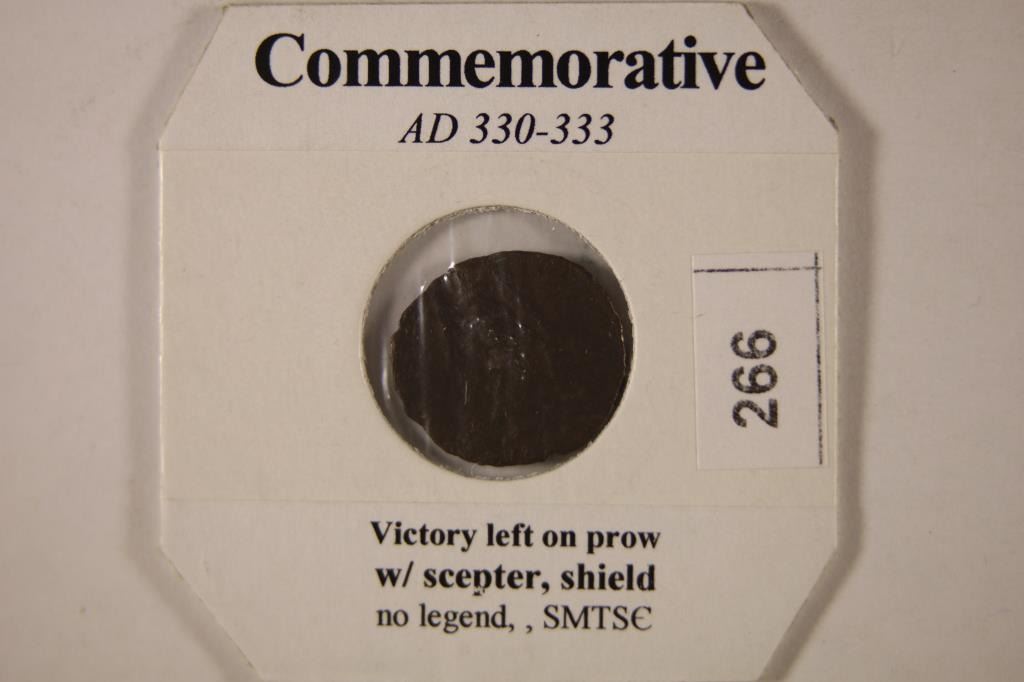 Commemorative
AD 330-333
266
Victory left on prow
w/ scepter, shield
no legend, , SMTSЄ